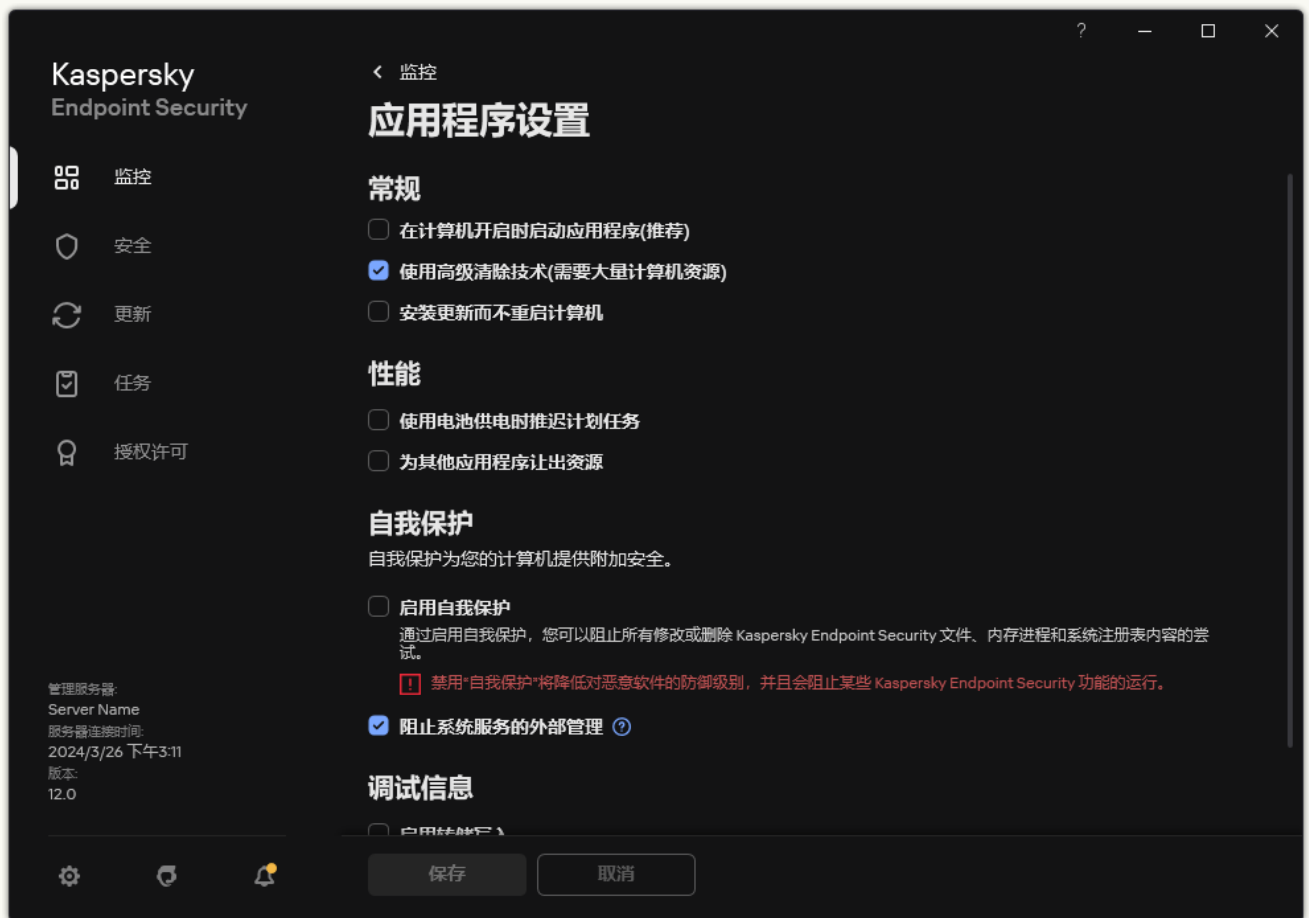 Kaspersky
Endpoint Security
监控
安全
更新
任务
授权许可
管理服务器:
Server Name
服务器连接时间:
2024/3/26 下午3:11
版本:
12.0
监控
应用程序设置
常规
在计算机开启时启动应用程序(推荐)
使用高级清除技术(需要大量计算机资源)
安装更新而不重启计算机
性能
使用电池供电时推迟计划任务
为其他应用程序让出资源
自我保护
自我保护为您的计算机提供附加安全。
启用自我保护
通过启用自我保护，您可以阻止所有修改或删除 Kaspersky Endpoint Security 文件、内存进程和系统注册表内容的尝
试。
禁用“自我保护”将降低对恶意软件的防御级别，并且会阻止某些 Kaspersky Endpoint Security 功能的运行。
阻止系统服务的外部管理 ?
调试信息
启用转储写入
保存
取消